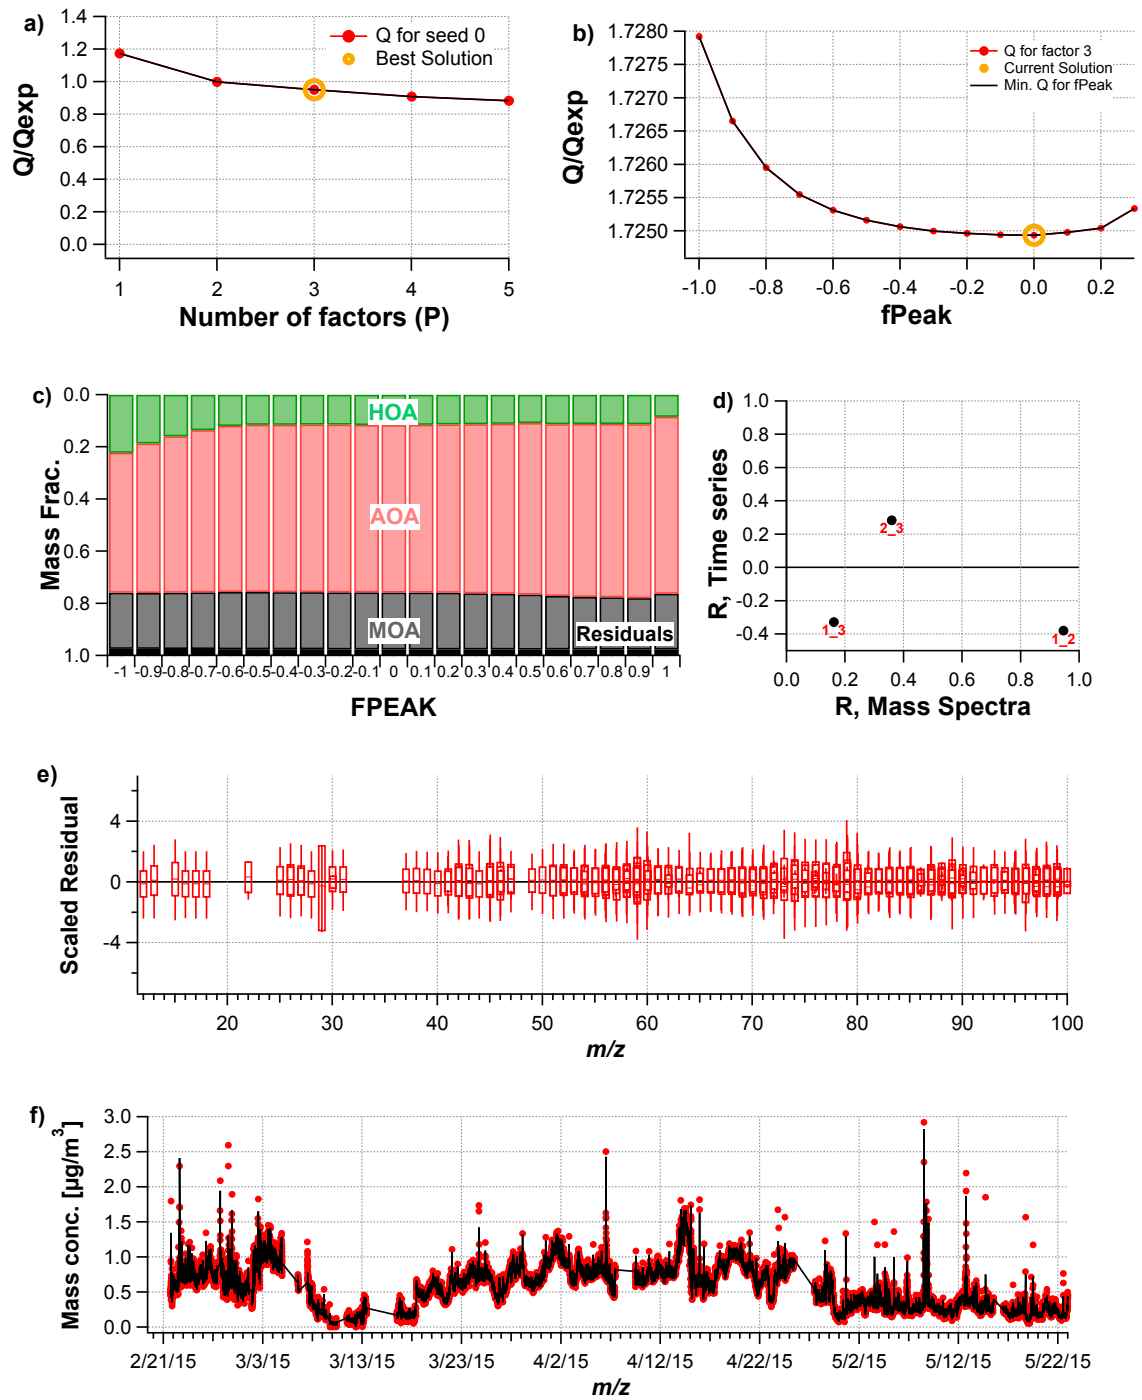 a)
1.4
1.2
1.0
0.8
0.6
0.4
0.2
0.0
Q/Qexp
Q for seed 0
Best Solution
1 2 3 4 5
Number of factors (P)
b)
1.7280
1.7275
1.7270
1.7265
1.7260
1.7255
1.7250
Q/Qexp
Q for factor 3
Current Solution
Min. Q for fPeak
-1.0 -0.8 -0.6 -0.4 -0.2 0.0 0.2
fPeak
c)
0.0
0.2
0.4
0.6
0.8
1.0
Mass Frac.
HOA
AOA
MOA
Residuals
-1 -0.9 -0.8 -0.7 -0.6 -0.5 -0.4 -0.3 -0.2 -0.1 0 0.1 0.2 0.3 0.4 0.5 0.6 0.7 0.8 0.9 1
FPEAK
d)
1.0
0.8
0.6
0.4
0.2
0.0
-0.2
-0.4
R, Time series
2_3
1_3
1_2
0.0 0.2 0.4 0.6 0.8 1.0
R, Mass Spectra
e)
4
0
-4
Scaled Residual
20 30 40 50 60 70 80 90 100
m/z
f)
3.0
2.5
2.0
1.5
1.0
0.5
0.0
Mass conc. [µg/m³]
2/21/15 3/3/15 3/13/15 3/23/15 4/2/15 4/12/15 4/22/15 5/2/15 5/12/15 5/22/15
m/z